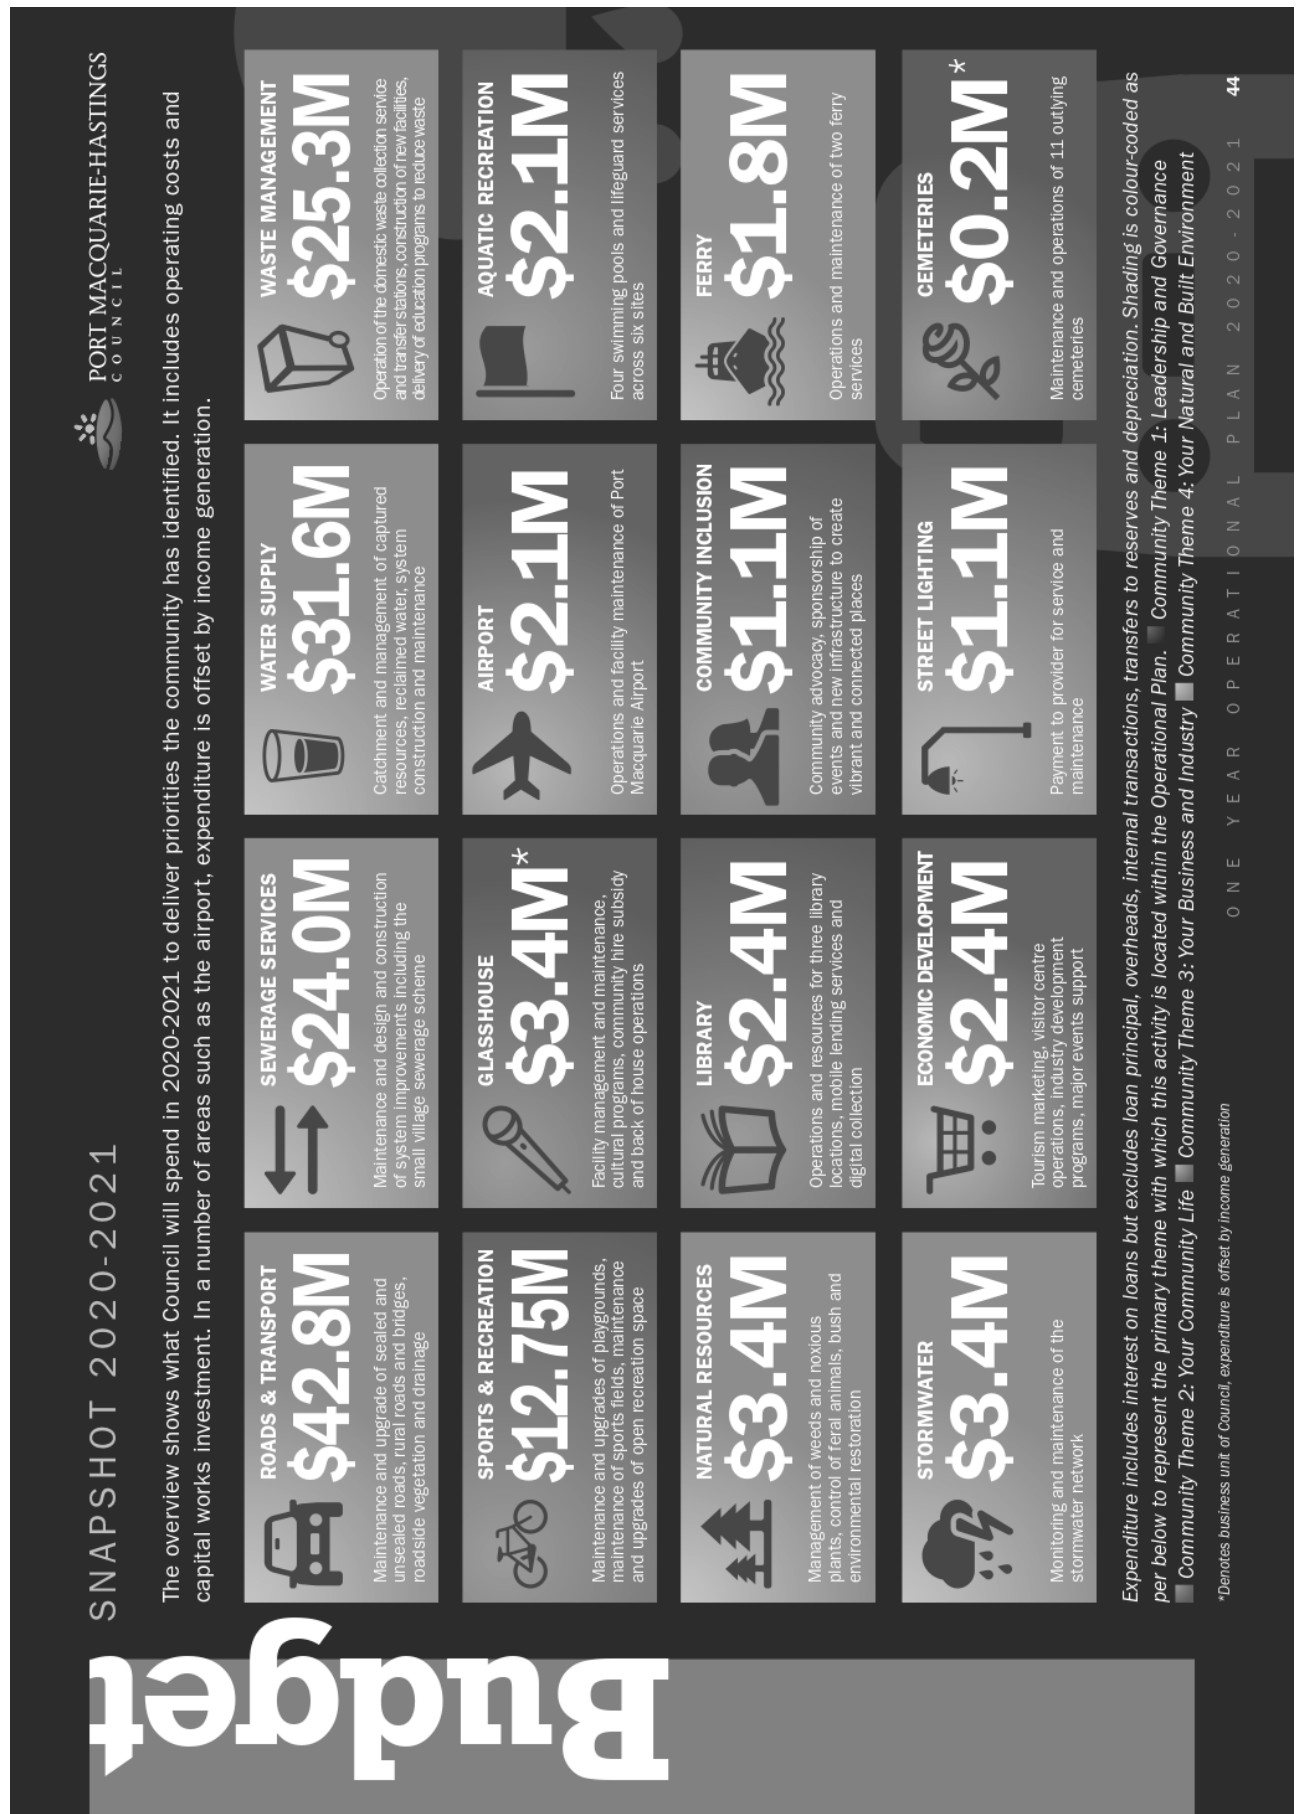 Budget
SNAPSHOT 2020-2021
PORT MACQUARIE-HASTINGS
COUNCIL
The overview shows what Council will spend in 2020-2021 to deliver priorities the community has identified. It includes operating costs and
capital works investment. In a number of areas such as the airport, expenditure is offset by income generation.
ROADS & TRANSPORT
$42.8M
Maintenance and upgrade of sealed and
unsealed roads, rural roads and bridges,
roadside vegetation and drainage
SEWERAGE SERVICES
$24.0M
Maintenance and design and construction
of system improvements including the
small village sewerage scheme
WATER SUPPLY
$31.6M
Catchment and management of captured
resources, reclaimed water, system
construction and maintenance
WASTE MANAGEMENT
$25.3M
Operation of the domestic waste collection service
and transfer stations, construction of new facilities,
delivery of education programs to reduce waste
SPORTS & RECREATION
$12.75M
Maintenance and upgrades of playgrounds,
maintenance of sports fields, maintenance
and upgrades of open recreation space
GLASSHOUSE
$3.4M*
Facility management and maintenance,
cultural programs, community hire subsidy
and back of house operations
AIRPORT
$2.1M
Operations and facility maintenance of Port
Macquarie Airport
AQUATIC RECREATION
$2.1M
Four swimming pools and lifeguard services
across six sites
NATURAL RESOURCES
$3.4M
Management of weeds and noxious
plants, control of feral animals, bush and
environmental restoration
LIBRARY
$2.4M
Operations and resources for three library
locations, mobile lending services and
digital collection
COMMUNITY INCLUSION
$1.1M
Community advocacy, sponsorship of
events and new infrastructure to create
vibrant and connected places
FERRY
$1.8M
Operations and maintenance of two ferry
services
STORMWATER
$3.4M
Monitoring and maintenance of the
stormwater network
ECONOMIC DEVELOPMENT
$2.4M
Tourism marketing, visitor centre
operations, industry development
programs, major events support
STREET LIGHTING
$1.1M
Payment to provider for service and
maintenance
CEMETERIES
$0.2M*
Maintenance and operations of 11 outlying
cemeteries
Expenditure includes interest on loans but excludes loan principal, overheads, internal transactions, transfers to reserves and depreciation. Shading is colour-coded as
per below to represent the primary theme with which this activity is located within the Operational Plan. Community Theme 1: Leadership and Governance
Community Theme 2: Your Community Life Community Theme 3: Your Business and Industry Community Theme 4: Your Natural and Built Environment
*Denotes business unit of Council, expenditure is offset by income generation
ONE YEAR OPERATIONAL PLAN 2020-2021 44